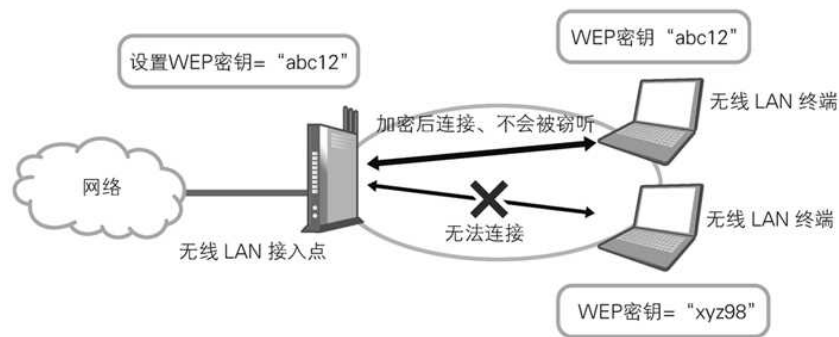 设置WEP密钥=“abc12”
WEP密钥“abc12”
无线 LAN 终端
加密后连接、不会被窃听
网络
无线 LAN 终端
无法连接
无线 LAN 接入点
WEP密钥=“xyz98”